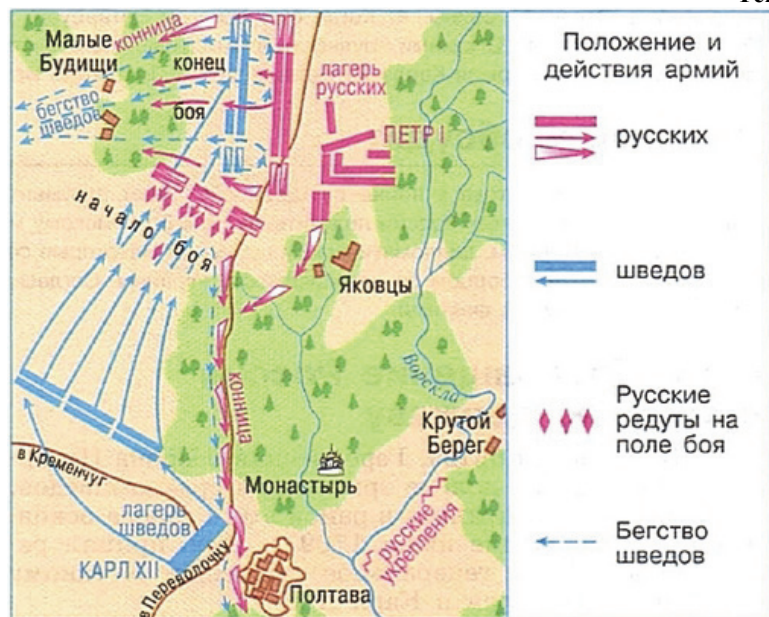 Малые
Будищи
конница
конец
боя
бегство
шведов
лагерь
русских
ПЕТР I
начало боя
Яковцы
Ворскла
конница
Крутой
Берег
Монастырь
в Кременчуг
лагерь
шведов
КАРЛ XII
в Переволочку
русские
укрепления
Полтава
Положение и
действия армий
русских
шведов
Русские
редуты на
поле боя
Бегство
шведов